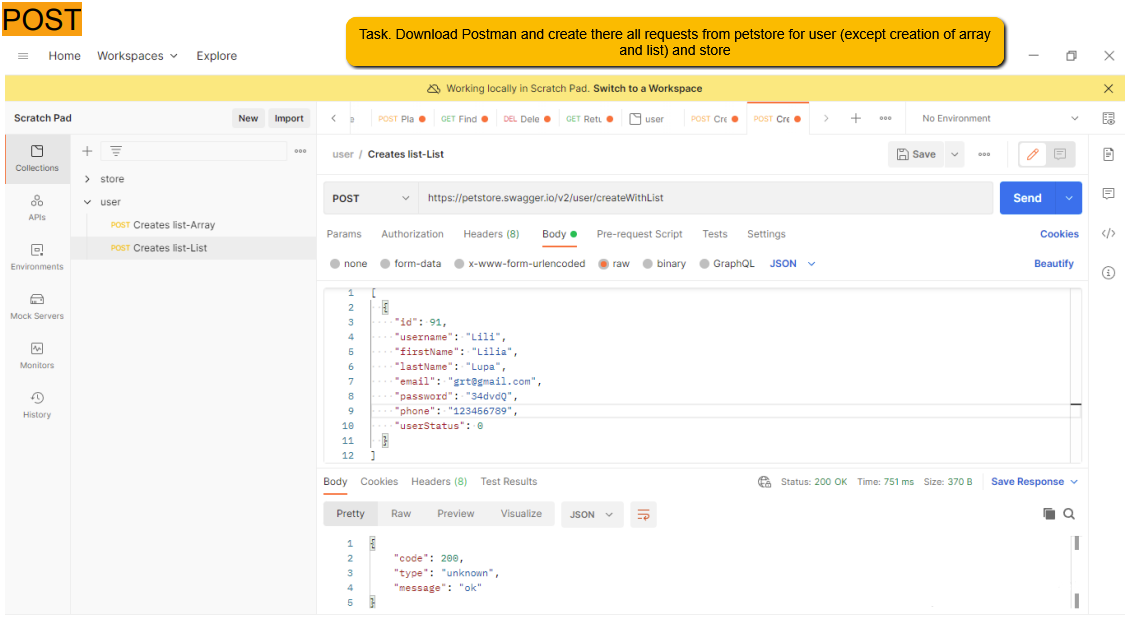 POST
Task. Download Postman and create there all requests from petstore for user (except creation of array
and list) and store
Home Workspaces Explore
Working locally in Scratch Pad. Switch to a Workspace
Scratch Pad New Import
POST Pla GET Find DEL Dele GET Retu user POST Cre POST Cre No Environment
user / Creates list-List Save
Collections
APIs
Environments
Mock Servers
Monitors
History
store
user
POST Creates list-Array
POST Creates list-List
POST https://petstore.swagger.io/v2/user/createWithList Send
Params Authorization Headers (8) Body Pre-request Script Tests Settings Cookies
none form-data x-www-form-urlencoded raw binary GraphQL JSON Beautify
1 [
2 {
3 "id": 91,
4 "username": "Lili",
5 "firstName": "Lilia",
6 "lastName": "Lupa",
7 "email": "grt@gmail.com",
8 "password": "34dvdQ",
9 "phone": "123456789",
10 "userStatus": 0
11 }
12 ]
Body Cookies Headers (8) Test Results Status: 200 OK Time: 751 ms Size: 370 B Save Response
Pretty Raw Preview Visualize JSON
1 {
2 "code": 200,
3 "type": "unknown",
4 "message": "ok"
5 }